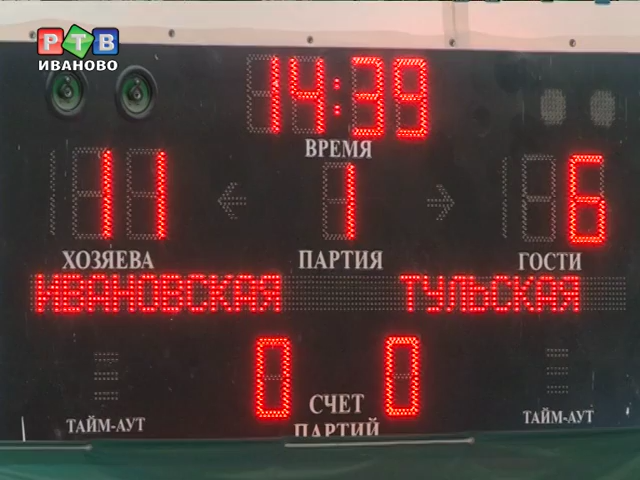 РТВ
ИВАНОВО
14:39
ВРЕМЯ
11 1 6
ХОЗЯЕВА ПАРТИЯ ГОСТИ
ИВАНОВСКАЯ ТУЛЬСКАЯ
0 0
ТАЙМ-АУТ СЧЕТ ТАЙМ-АУТ
ПАРТИЙ